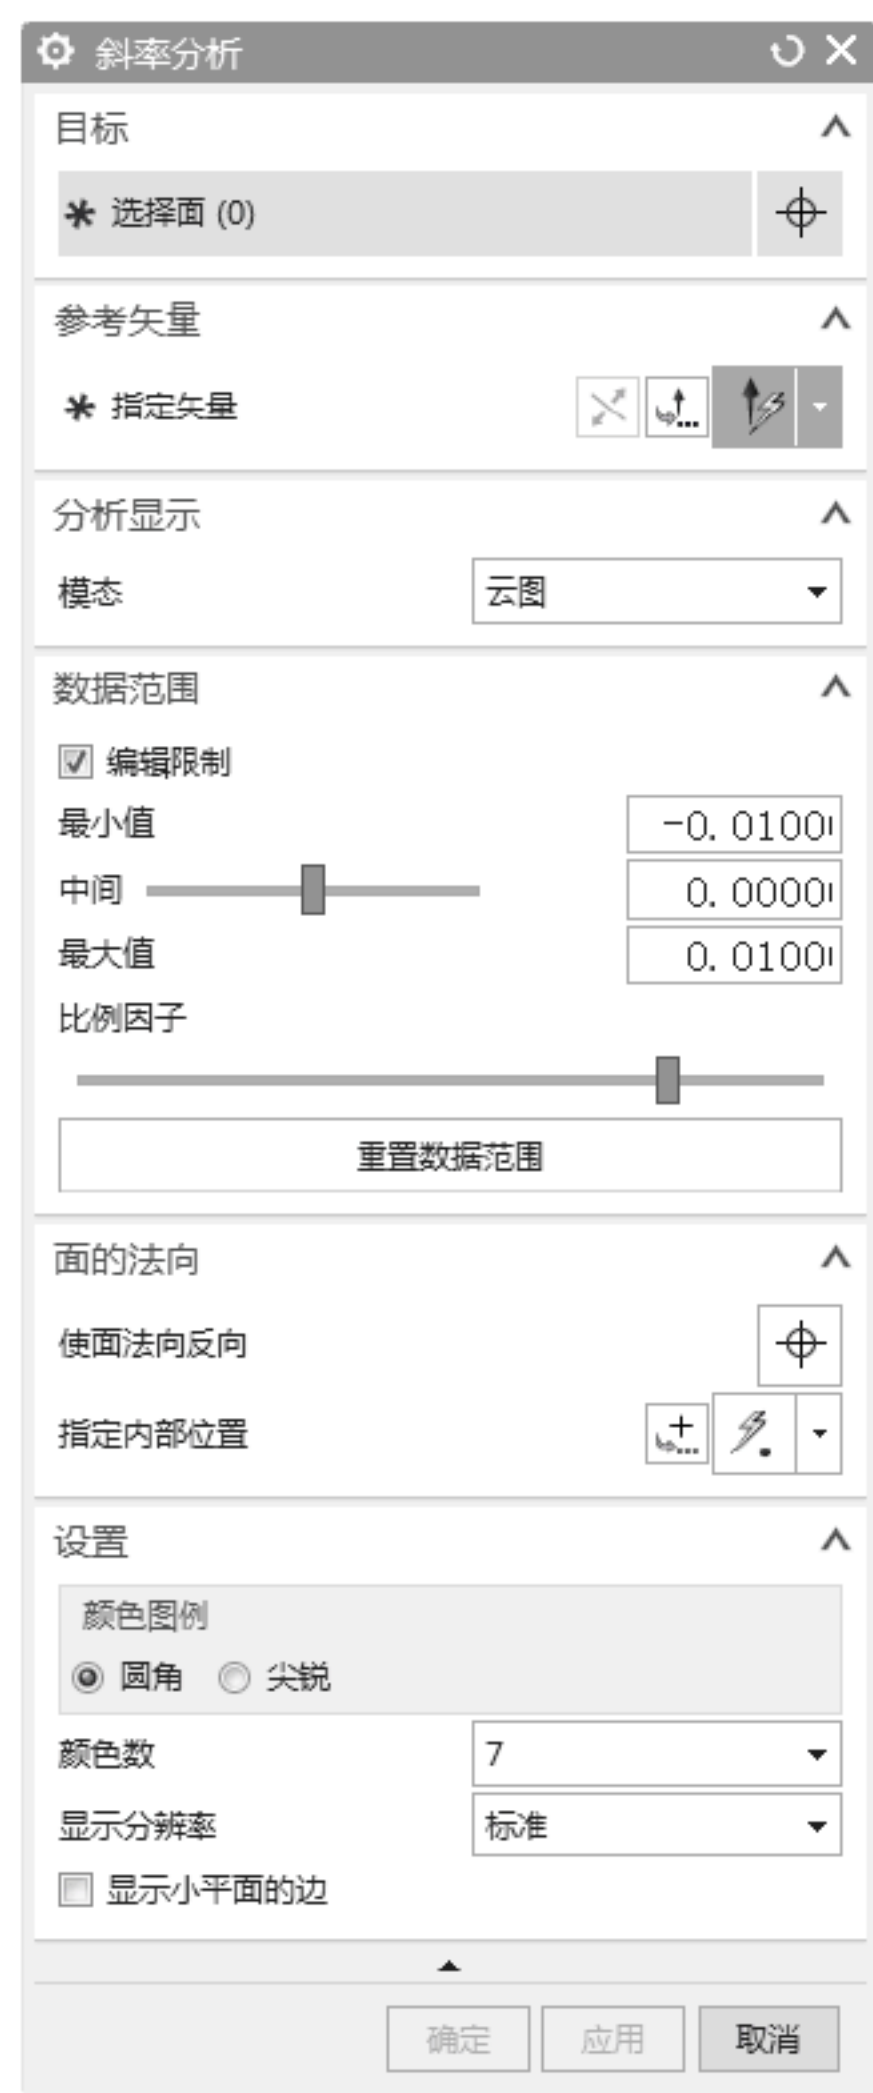 斜率分析
目标
* 选择面 (0)
参考矢量
* 指定矢量
分析显示
模态 云图
数据范围
编辑限制
最小值 -0.0100
中间 0.0000
最大值 0.0100
比例因子
重置数据范围
面的法向
使面法向反向
指定内部位置
设置
颜色图例
圆角 尖锐
颜色数 7
显示分辨率 标准
显示小平面的边
确定 应用 取消